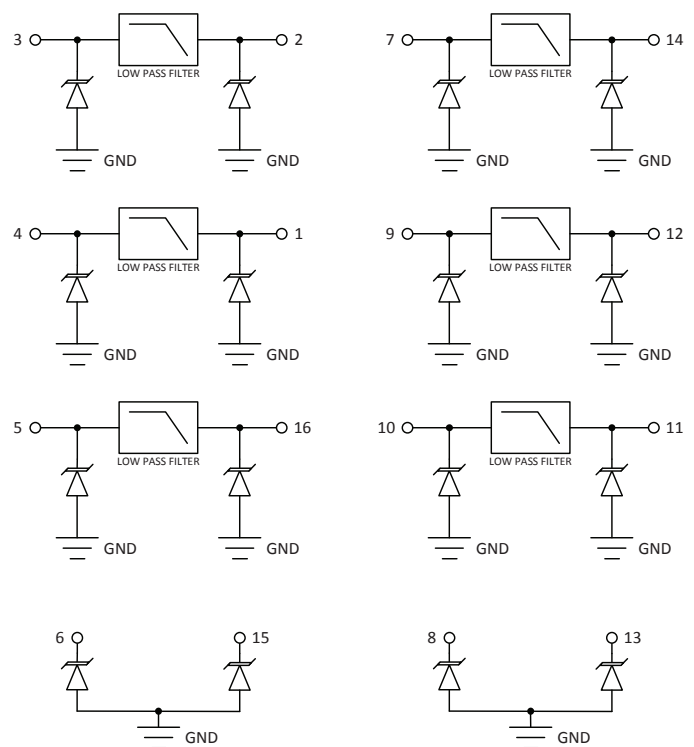 3 2 7 14
LOW PASS FILTER LOW PASS FILTER
GND GND GND GND
4 1 9 12
LOW PASS FILTER LOW PASS FILTER
GND GND GND GND
5 16 10 11
LOW PASS FILTER LOW PASS FILTER
GND GND GND GND
6 15 8 13
GND GND